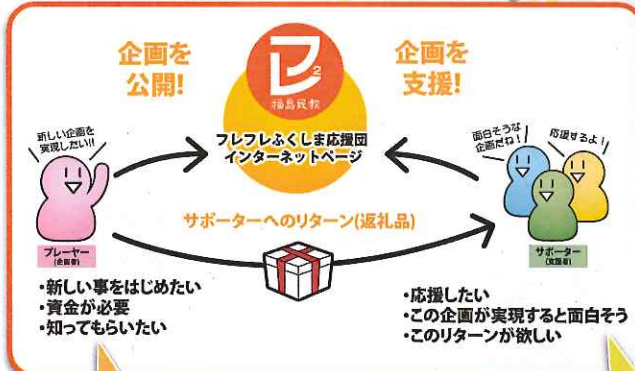 企画を
公開!
企画を
支援!
2
福島民報
フレフレふくしま応援団
インターネットページ
新しい企画を
実現したい!!
面白そうな
企画だね!
応援するよ!
サポーターへのリターン(返礼品)
プレーヤー
(企画者)
サポーター
(支援者)
・新しい事をはじめたい
・資金が必要
・知ってもらいたい
・応援したい
・この企画が実現すると面白そう
・このリターンが欲しい